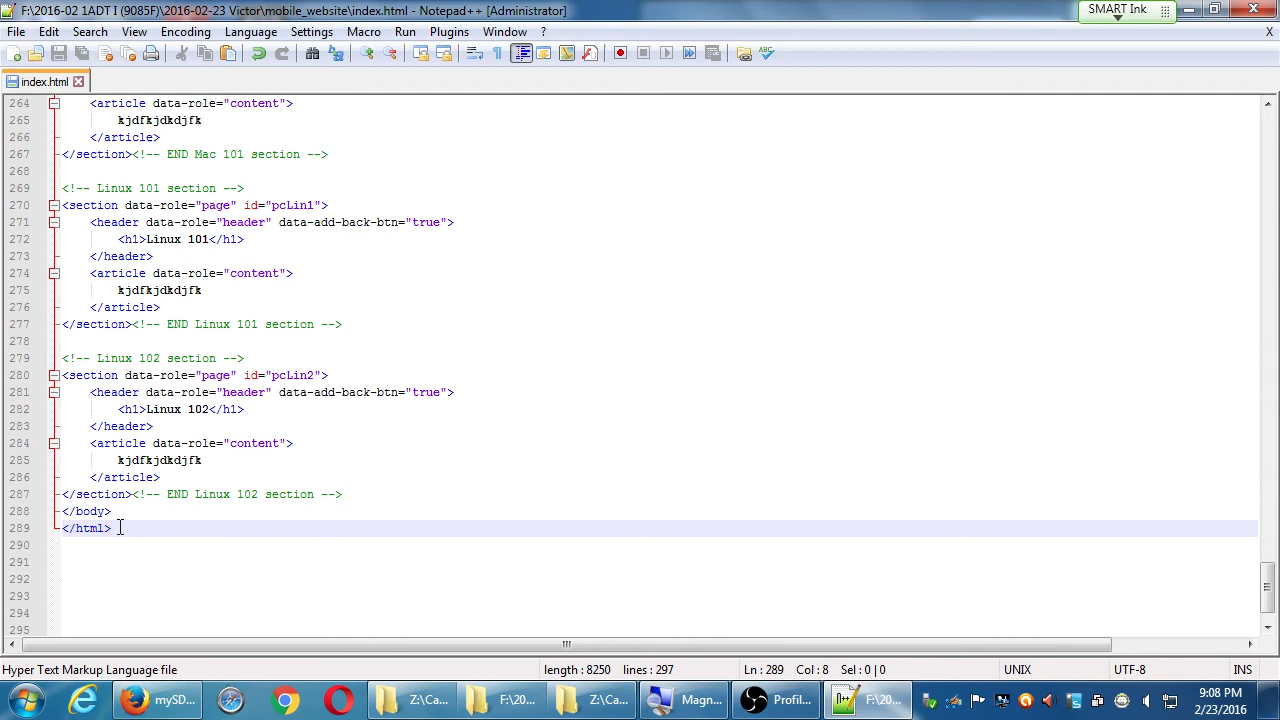 F:\2016-02 1ADT I (9085F)\2016-02-23 Victor\mobile_website\index.html - Notepad++ [Administrator]
SMART Ink
File Edit Search View Encoding Language Settings Macro Run Plugins Window ? X
index.html
264 <article data-role="content">
265 kjdfkjdkdjfk
266 </article>
267 </section><!-- END Mac 101 section -->
268
269 <!-- Linux 101 section -->
270 <section data-role="page" id="pcLin1">
271 <header data-role="header" data-add-back-btn="true">
272 <h1>Linux 101</h1>
273 </header>
274 <article data-role="content">
275 kjdfkjdkdjfk
276 </article>
277 </section><!-- END Linux 101 section -->
278
279 <!-- Linux 102 section -->
280 <section data-role="page" id="pcLin2">
281 <header data-role="header" data-add-back-btn="true">
282 <h1>Linux 102</h1>
283 </header>
284 <article data-role="content">
285 kjdfkjdkdjfk
286 </article>
287 </section><!-- END Linux 102 section -->
288 </body>
289 </html>
290
291
292
293
294
295
Hyper Text Markup Language file length : 8250 lines : 297 Ln : 289 Col : 8 Sel : 0 | 0 UNIX UTF-8 INS
mySD... Z:\Ca... F:\20... Z:\Ca... Magn... Profil... F:\20... 9:08 PM
2/23/2016